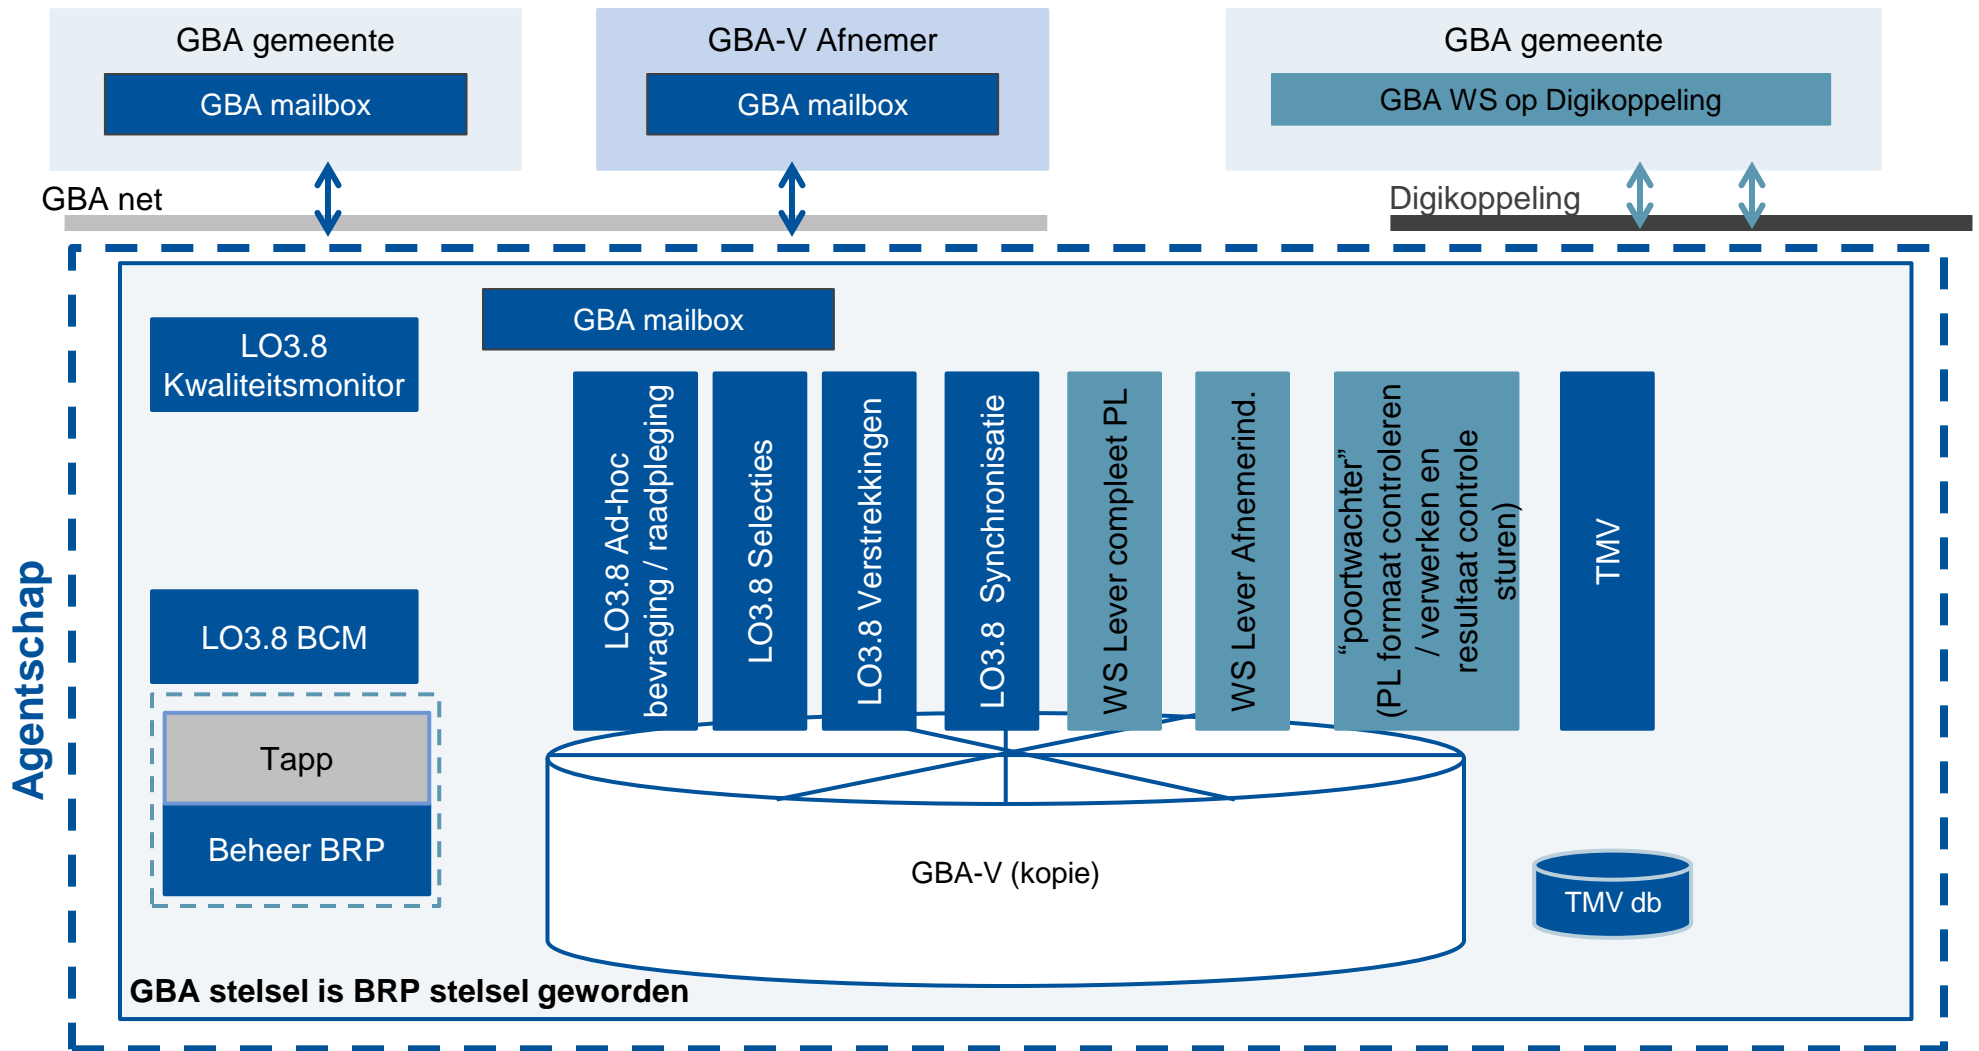 GBA gemeente
GBA mailbox
GBA-V Afnemer
GBA mailbox
GBA gemeente
GBA WS op Digikoppeling
GBA net
Digikoppeling
Agentschap
GBA mailbox
LO3.8
Kwaliteitsmonitor
LO3.8 BCM
Tapp
Beheer BRP
LO3.8 Ad-hoc
bevraging / raadpleging
LO3.8 Selecties
LO3.8 Verstrekkingen
LO3.8  Synchronisatie
WS Lever compleet PL
WS Lever Afnemerind.
“poortwachter”
(PL formaat controleren
/ verwerken en
resultaat controle
sturen)
TMV
GBA-V (kopie)
TMV db
GBA stelsel is BRP stelsel geworden